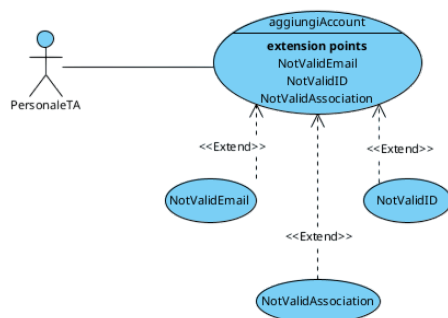 aggiungiAccount
extension points
NotValidEmail
NotValidID
NotValidAssociation
PersonaleTA
<<Extend>>
<<Extend>>
NotValidEmail
NotValidID
<<Extend>>
NotValidAssociation